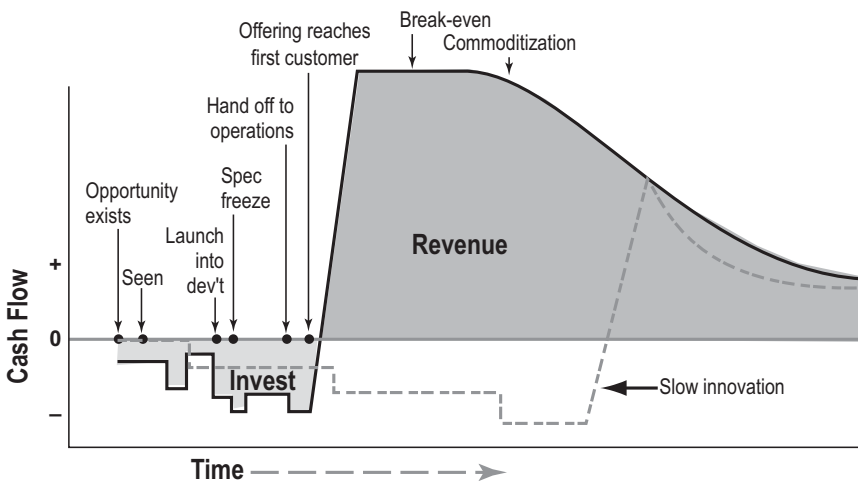 Offering reaches
first customer
Break-even
Commoditization
Hand off to
operations
Opportunity
exists
Spec
freeze
Launch
into
dev't
Seen
Revenue
Cash Flow
+
0
–
Invest
Slow innovation
Time